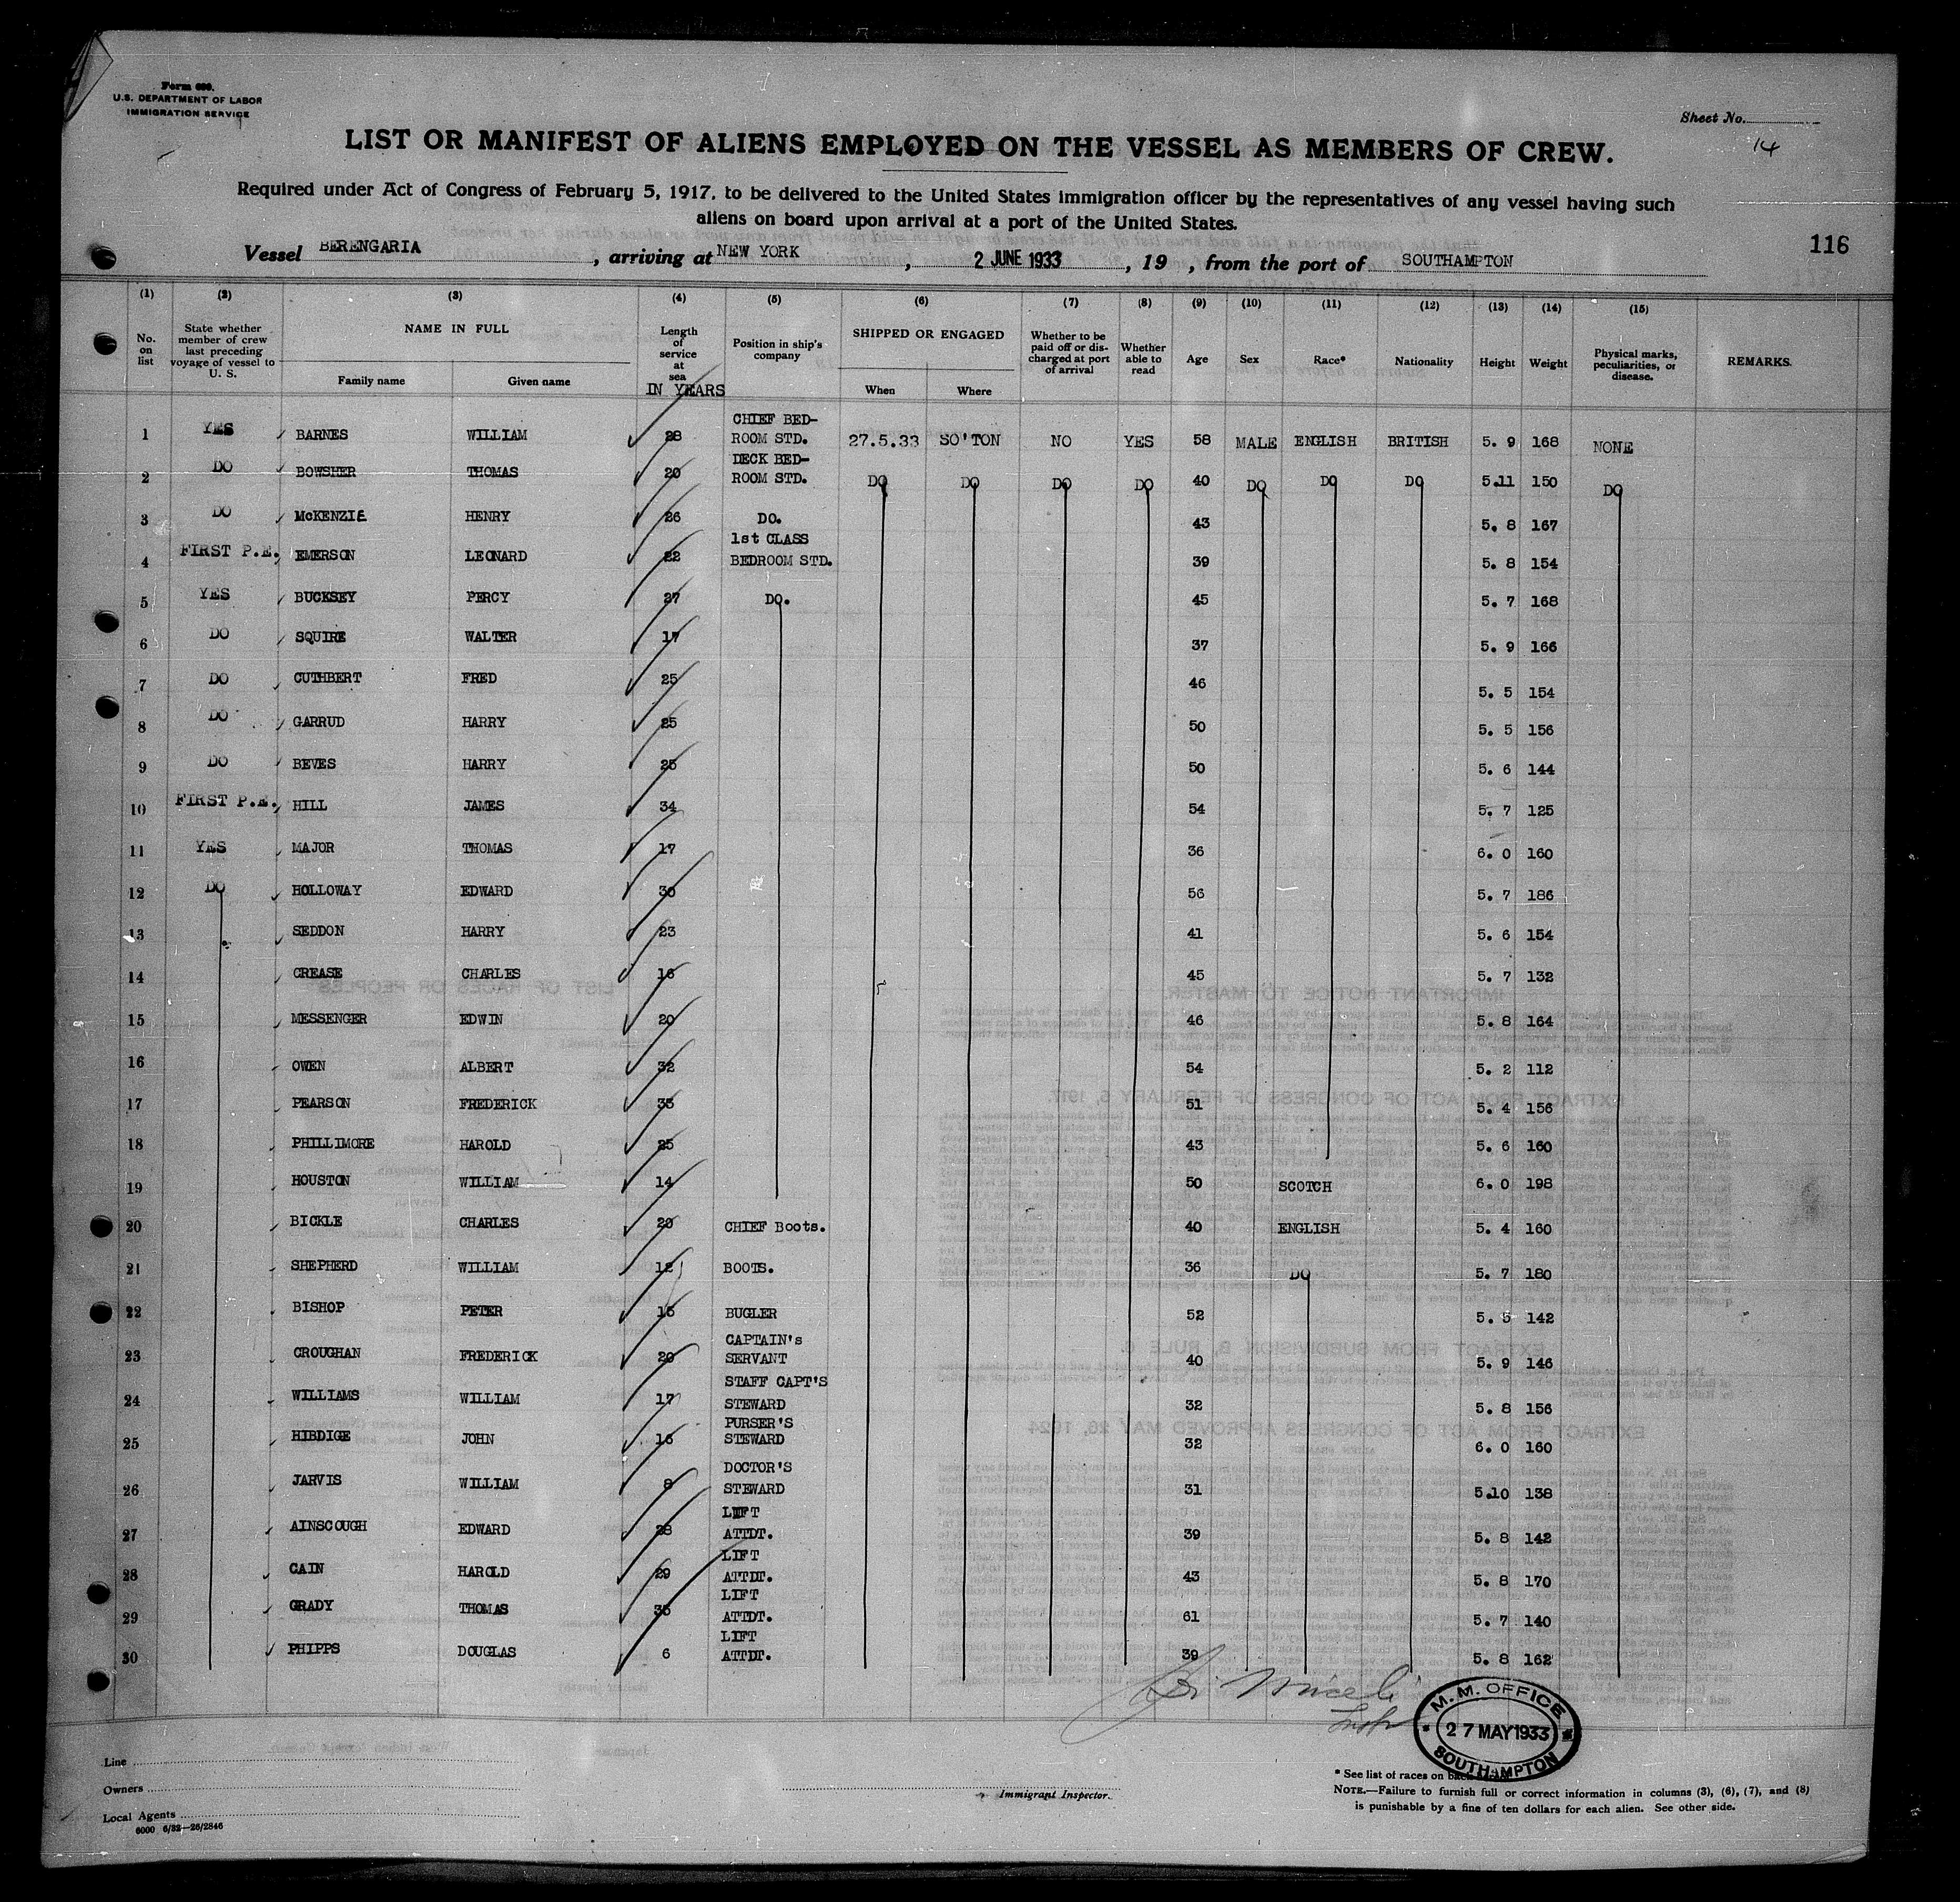 Form 680.
U.S. DEPARTMENT OF LABOR
IMMIGRATION SERVICE
Sheet No.
14
LIST OR MANIFEST OF ALIENS EMPLOYED ON THE VESSEL AS MEMBERS OF CREW.
Required under Act of Congress of February 5, 1917, to be delivered to the United States immigration officer by the representatives of any vessel having such
aliens on board upon arrival at a port of the United States.
116
Vessel BERENGARIA, arriving at NEW YORK, 2 JUNE 1933, 19 , from the port of SOUTHAMPTON
(1) (2) (3) (4) (5) (6) (7) (8) (9) (10) (11) (12) (13) (14) (15)
No. on list State whether member of crew last preceding voyage of vessel to U. S. NAME IN FULL Family name Given name Length of service at sea IN YEARS Position in ship's company SHIPPED OR ENGAGED When Where Whether to be paid off or discharged at port of arrival Whether able to read Age Sex Race* Nationality Height Weight Physical marks, peculiarities, or disease. REMARKS.
1 YES BARNES WILLIAM 28 CHIEF BED-ROOM STD. 27.5.33 SO'TON NO YES 58 MALE ENGLISH BRITISH 5. 9 168 NONE
2 DO BOWSHER THOMAS 20 DECK BED-ROOM STD. DO DO DO DO 40 DO DO DO 5.11 150 DO
3 DO McKENZIE HENRY 26 DO. 43 5. 8 167
4 FIRST P.E. EMERSON LEONARD 22 1st CLASS BEDROOM STD. 39 5. 8 154
5 YES BUCKSEY PERCY 27 DO. 45 5. 7 168
6 DO SQUIRE WALTER 17 37 5. 9 166
7 DO CUTHBERT FRED 25 46 5. 5 154
8 DO GARRUD HARRY 25 50 5. 5 156
9 DO BEVES HARRY 25 50 5. 6 144
10 FIRST P.E. HILL JAMES 34 54 5. 7 125
11 YES MAJOR THOMAS 17 36 6. 0 160
12 DO HOLLOWAY EDWARD 30 56 5. 7 186
13 SEDDON HARRY 23 41 5. 6 154
14 CREASE CHARLES 16 45 5. 7 132
15 MESSENGER EDWIN 20 46 5. 8 164
16 OWEN ALBERT 32 54 5. 2 112
17 PEARSON FREDERICK 35 51 5. 4 156
18 PHILLIMORE HAROLD 25 43 5. 6 160
19 HOUSTON WILLIAM 14 50 SCOTCH 6. 0 198
20 BICKLE CHARLES 20 CHIEF Boots. 40 ENGLISH 5. 4 160
21 SHEPHERD WILLIAM 12 BOOTS. 36 DO 5. 7 180
22 BISHOP PETER 15 BUGLER 52 5. 5 142
23 CROUGHAN FREDERICK 20 CAPTAIN's SERVANT 40 5. 9 146
24 WILLIAMS WILLIAM 17 STAFF CAPT'S STEWARD 32 5. 8 156
25 HIBDIGE JOHN 16 PURSER'S STEWARD 32 6. 0 160
26 JARVIS WILLIAM 8 DOCTOR'S STEWARD 31 5.10 138
27 AINSCOUGH EDWARD 28 LIFT ATTDT. 39 5. 8 142
28 CAIN HAROLD 29 LIFT ATTDT. 43 5. 8 170
29 GRADY THOMAS 35 LIFT ATTDT. 61 5. 7 140
30 PHIPPS DOUGLAS 6 LIFT ATTDT. 39 5. 8 162
M. M. OFFICE
27 MAY 1933
SOUTHAMPTON
Line
Owners
Local Agents
6000 6/32—26/2846
Immigrant Inspector.
* See list of races on back
NOTE.—Failure to furnish full or correct information in columns (3), (6), (7), and (8)
is punishable by a fine of ten dollars for each alien. See other side.